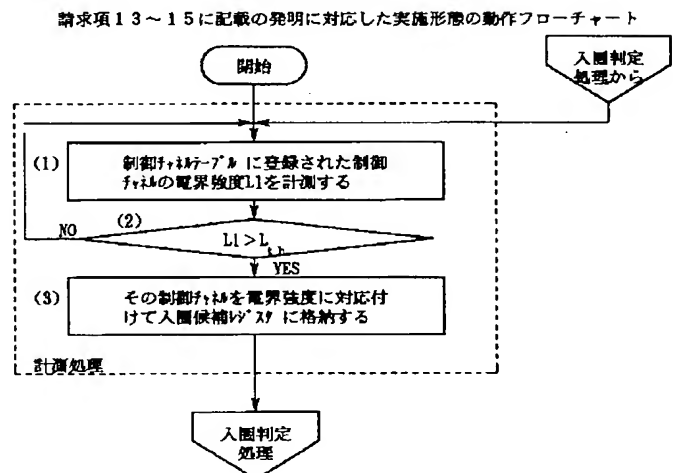 請求項13~15に記載の発明に対応した実施形態の動作フローチャート
入圏判定
処理から
開始
(1)
制御チャネルテーブル に登録された制御
チャネルの電界強度L1を計測する
(2)
NO
L1>Lth
YES
(3)
その制御チャネルを電界強度に対応付
けて入圏候補レジスタ に格納する
計測処理
入圏判定
処理